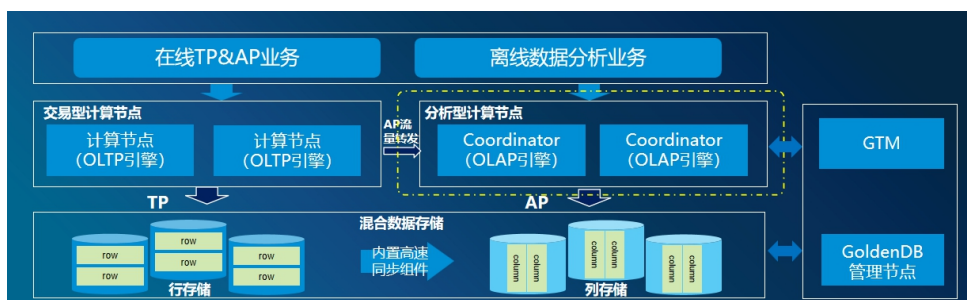 在线TP&AP业务
离线数据分析业务
交易型计算节点
计算节点
(OLTP引擎)
计算节点
(OLTP引擎)
AP流
量转发
分析型计算节点
Coordinator
(OLAP引擎)
Coordinator
(OLAP引擎)
GTM
TP
AP
混合数据存储
row
row
row
row
row
row
行存储
内置高速
同步组件
column
column
column
column
column
column
列存储
GoldenDB
管理节点